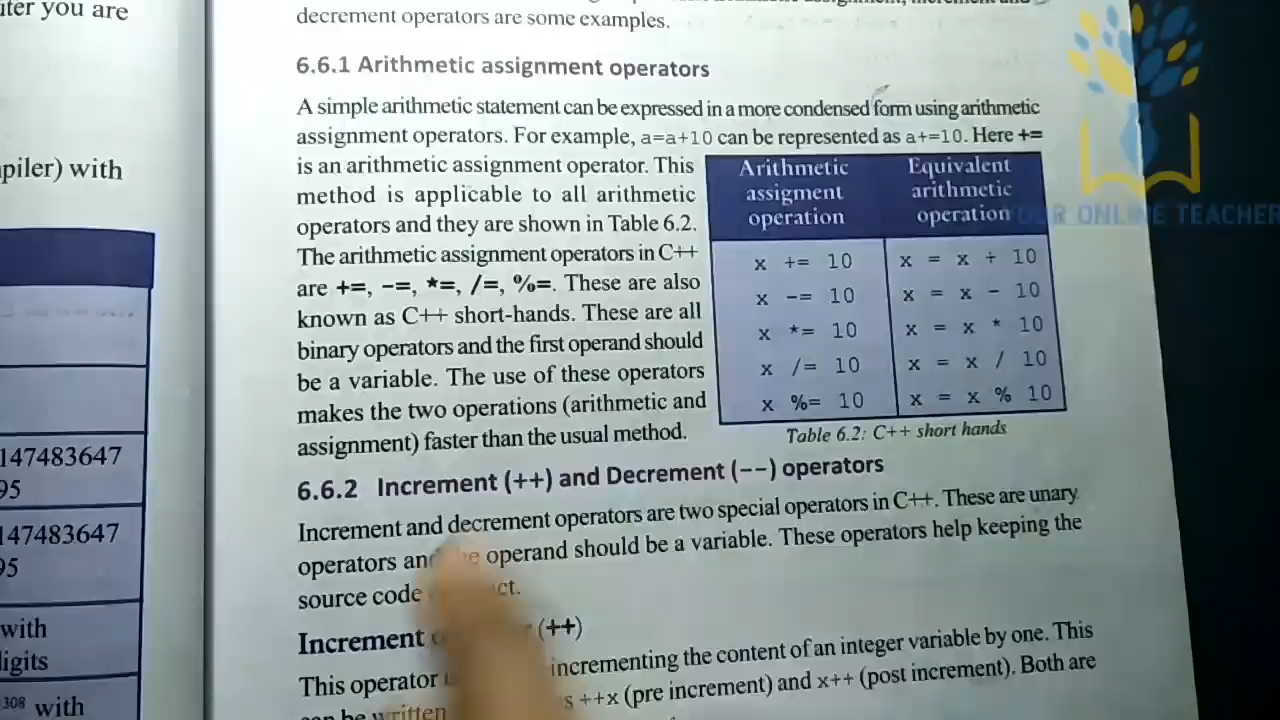 uter you are
piler) with
147483647
95
147483647
95
with
digits
308 with
decrement operators are some examples.
6.6.1 Arithmetic assignment operators
A simple arithmetic statement can be expressed in a more condensed form using arithmetic
assignment operators. For example, a=a+10 can be represented as a+=10. Here +=
is an arithmetic assignment operator. This
method is applicable to all arithmetic
operators and they are shown in Table 6.2.
The arithmetic assignment operators in C++
are +=, -=, *=, /=, %=. These are also
known as C++ short-hands. These are all
binary operators and the first operand should
be a variable. The use of these operators
makes the two operations (arithmetic and
assignment) faster than the usual method.
Arithmetic assigment operation Equivalent arithmetic operation
x += 10 x = x + 10
x -= 10 x = x - 10
x *= 10 x = x * 10
x /= 10 x = x / 10
x %= 10 x = x % 10
Table 6.2: C++ short hands
6.6.2 Increment (++) and Decrement (--) operators
Increment and decrement operators are two special operators in C++. These are unary
operators and operand should be a variable. These operators help keeping the
source code
Increment (++)
This operator incrementing the content of an integer variable by one. This
can be written ++x (pre increment) and x++ (post increment). Both are
OUR ONLINE TEACHER